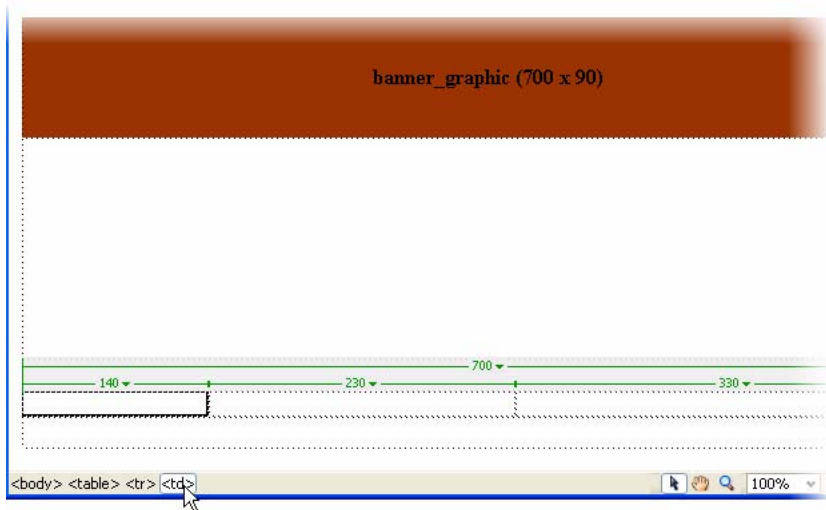 banner_graphic (700 x 90)
700
140 230 330
<body> <table> <tr> <td> 100%